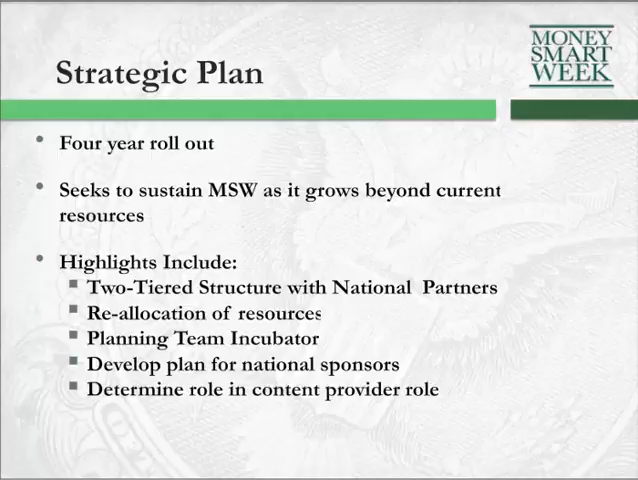 MONEY
SMART
WEEK
Strategic Plan
Four year roll out
Seeks to sustain MSW as it grows beyond current
resources
Highlights Include:
Two-Tiered Structure with National Partners
Re-allocation of resources
Planning Team Incubator
Develop plan for national sponsors
Determine role in content provider role